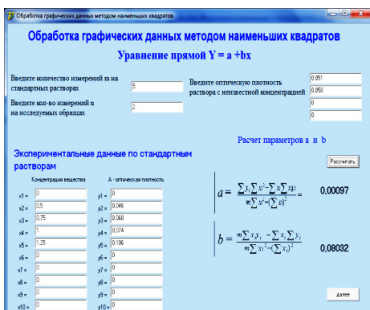 Обработка графических данных методом наименьших квадратов
Обработка графических данных методом наименьших квадратов
Уравнение прямой Y = a +bx
Введите количество измерений m на
стандартных растворах
5
Введите кол-во измерений n
на исследуемых образцах
2
Введите оптическую плотность
раствора с неизвестной концентрацией
0,051
0
0
Расчет параметров a и b
Рассчитать
Экспериментальные данные по стандартным
растворам
Концентрация вещества
A - оптическая плотность
x1 = 0 y1 = 0
x2 = 0.5 y2 = 0,046
x3 = 0.75 y3 = 0,060
x4 = 1 y4 = 0,074
x5 = 1.25 y5 =
x6 = 0 y6 = 0
x7 = 0 y7 = 0
x8 = 0 y8 = 0
x9 = 0 y9 = 0
x10 = 0 y10 = 0
0,00097
0,08032
далее